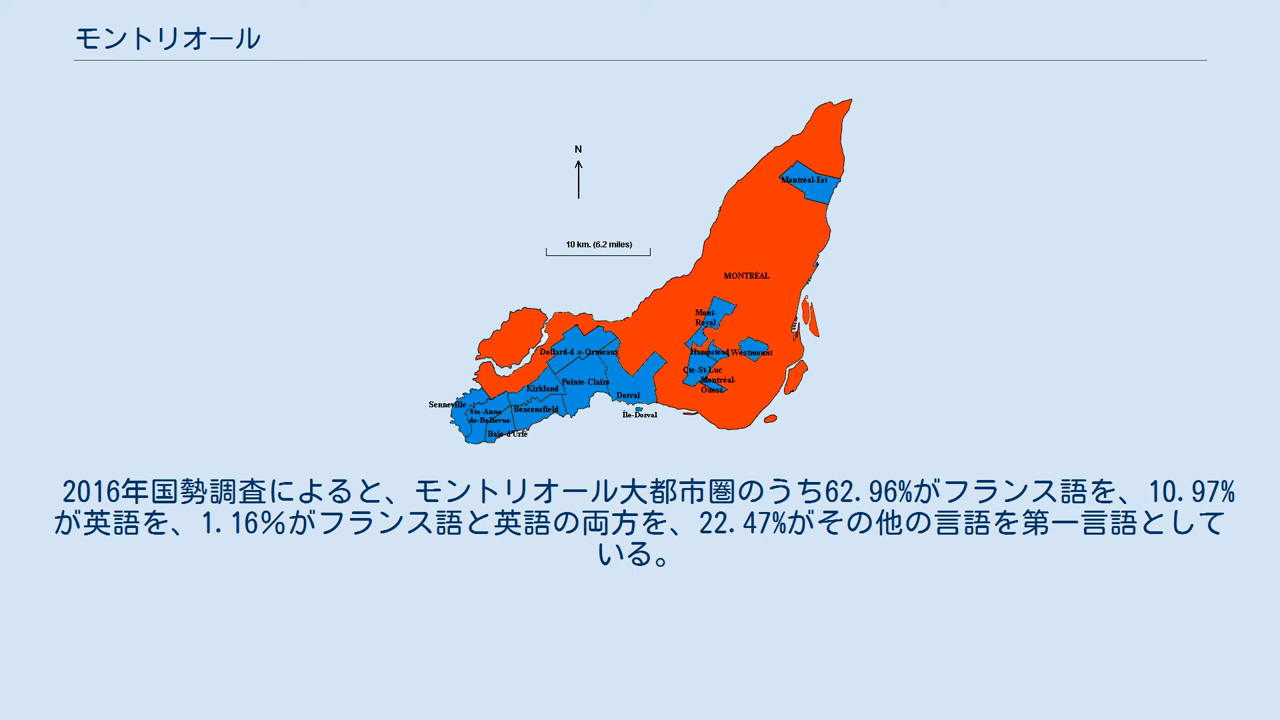 モントリオール
N
10 km. (6.2 miles)
Montréal-Est
MONTRÉAL
Mont-
Royal
Hampstead
Westmount
Cte-St-Luc
Montréal-
Ouest
Dollard-d s-Ormeaux
Pointe-Claire
Kirkland
Dorval
Île-Dorval
Senneville
Ste-Anne
de-Bellevue
Beaconsfield
Baie-d'Urfé
2016年国勢調査によると、モントリオール大都市圏のうち62.96%がフランス語を、10.97%
が英語を、1.16%がフランス語と英語の両方を、22.47%がその他の言語を第一言語として
いる。